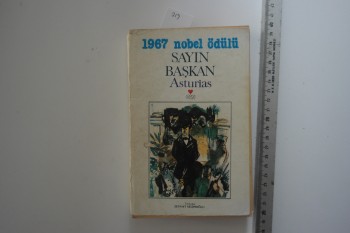 1967 nobel ödülü
SAYIN
BAŞKAN
Asturias